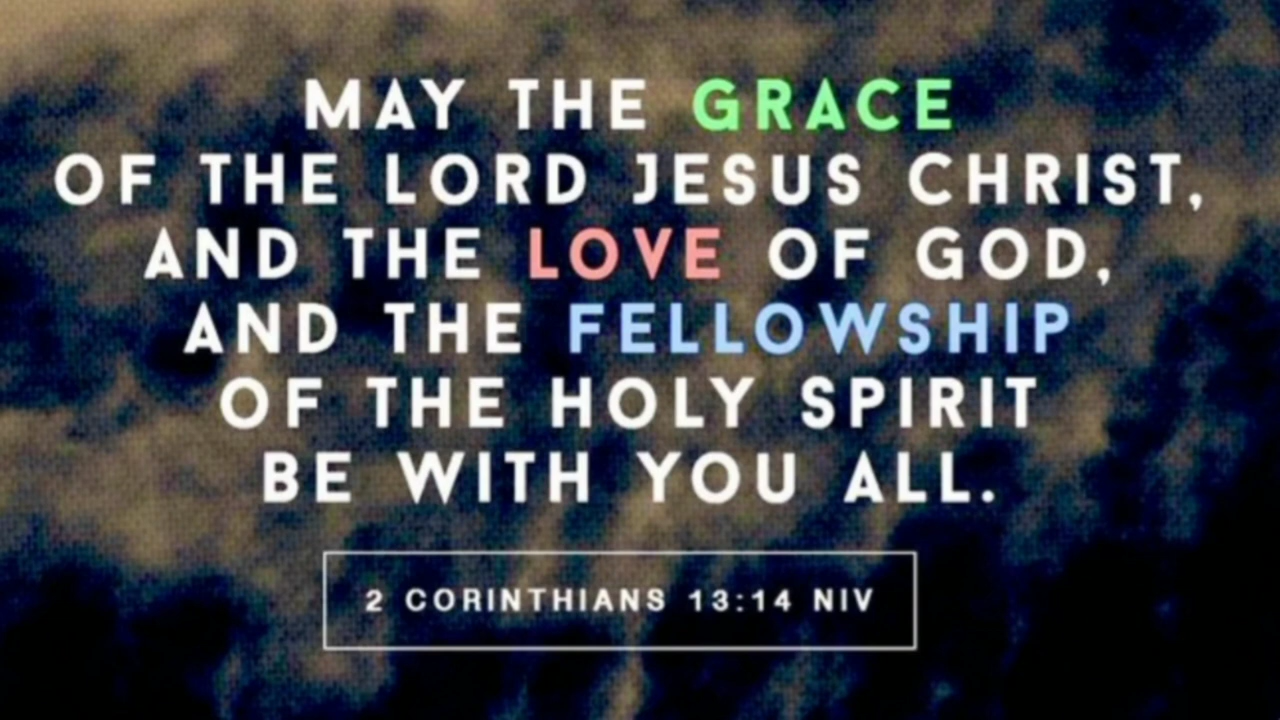 MAY THE GRACE
OF THE LORD JESUS CHRIST,
AND THE LOVE OF GOD,
AND THE FELLOWSHIP
OF THE HOLY SPIRIT
BE WITH YOU ALL.
2 CORINTHIANS 13:14 NIV